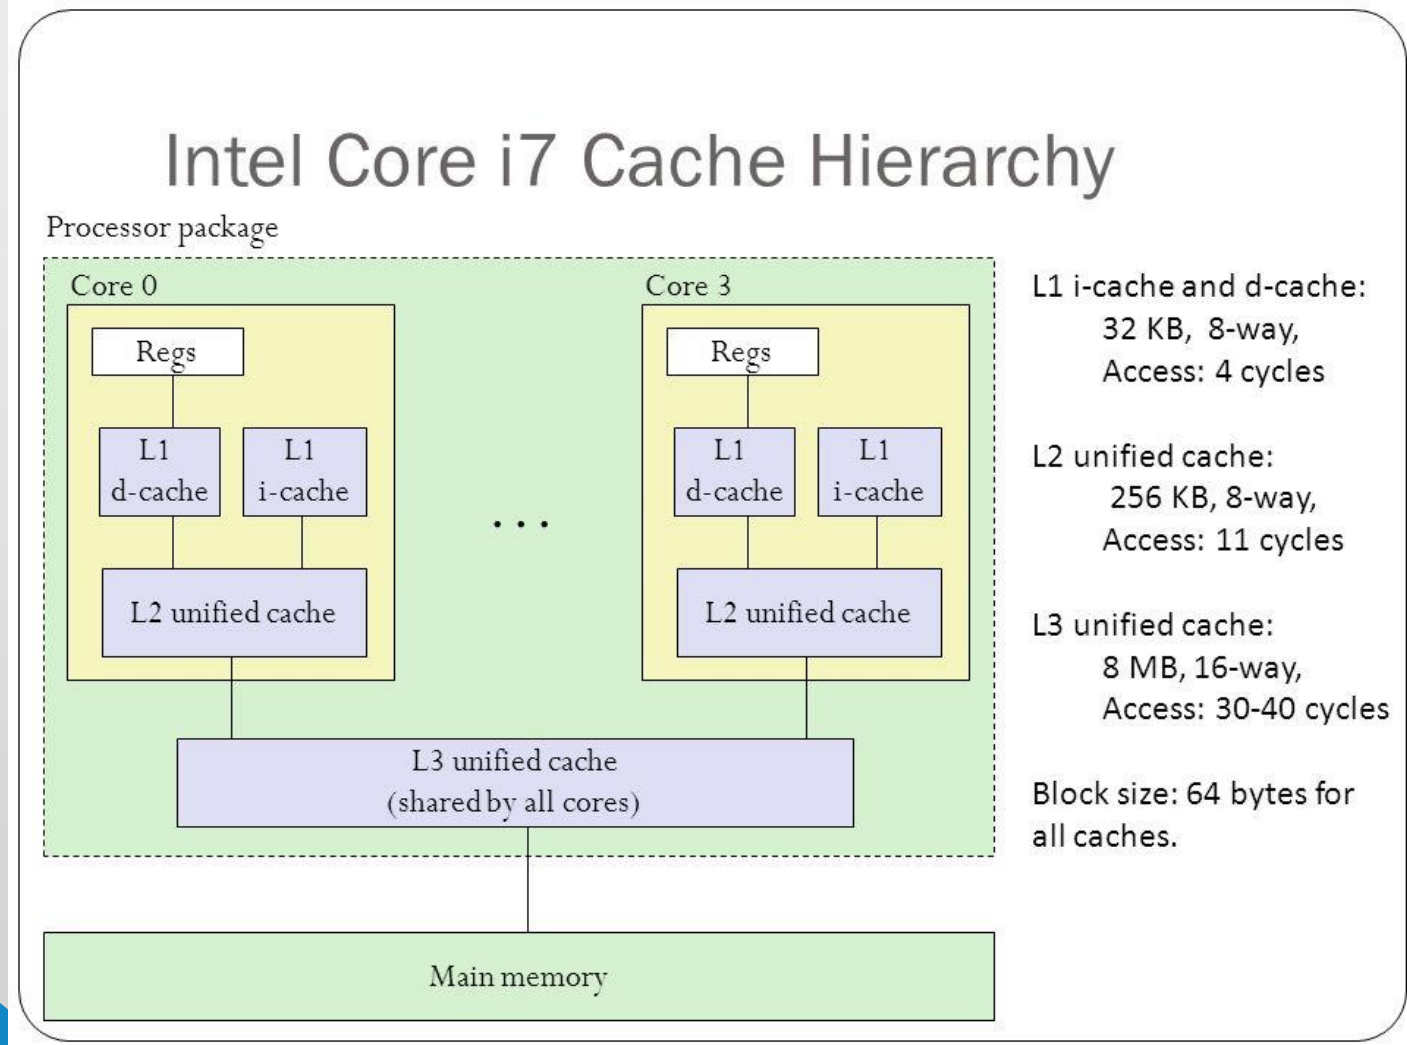 Intel Core i7 Cache Hierarchy
Processor package
Core 0
Regs
L1
d-cache
L1
i-cache
L2 unified cache
...
Core 3
Regs
L1
d-cache
L1
i-cache
L2 unified cache
L3 unified cache
(shared by all cores)
Main memory
L1 i-cache and d-cache:
32 KB, 8-way,
Access: 4 cycles
L2 unified cache:
256 KB, 8-way,
Access: 11 cycles
L3 unified cache:
8 MB, 16-way,
Access: 30-40 cycles
Block size: 64 bytes for
all caches.